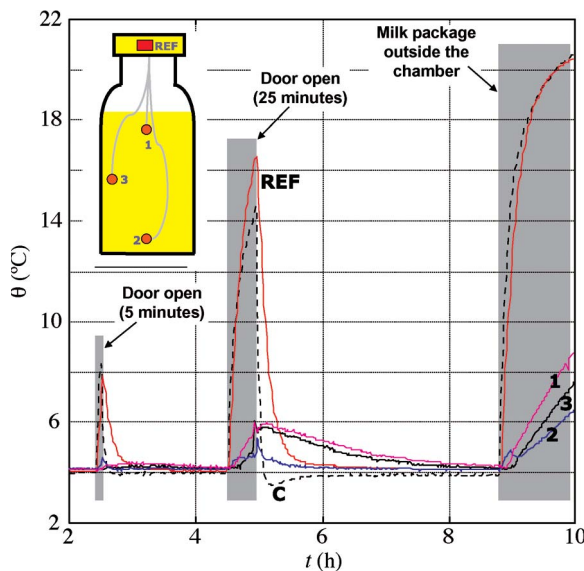 22
18
14
10
6
2
θ (ºC)
2
4
6
8
10
t (h)
REF
1
3
2
Door open
(5 minutes)
Door open
(25 minutes)
Milk package
outside the
chamber
REF
C
1
3
2